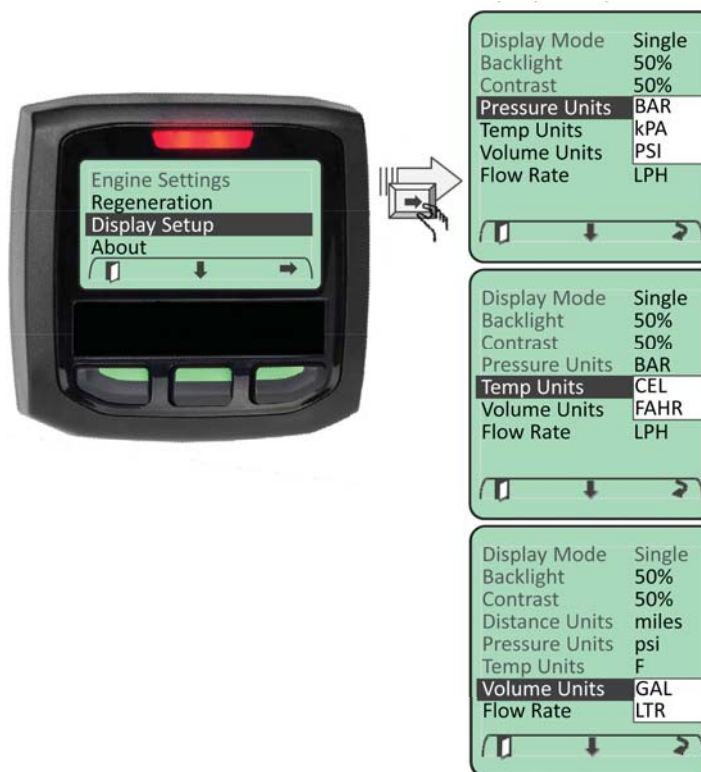 Engine Settings
Regeneration
Display Setup
About
Display Mode Single
Backlight 50%
Contrast 50%
Pressure Units BAR
Temp Units kPA
Volume Units PSI
Flow Rate LPH
Display Mode Single
Backlight 50%
Contrast 50%
Pressure Units BAR
Temp Units CEL
Volume Units FAHR
Flow Rate LPH
Display Mode Single
Backlight 50%
Contrast 50%
Distance Units miles
Pressure Units psi
Temp Units F
Volume Units GAL
Flow Rate LTR